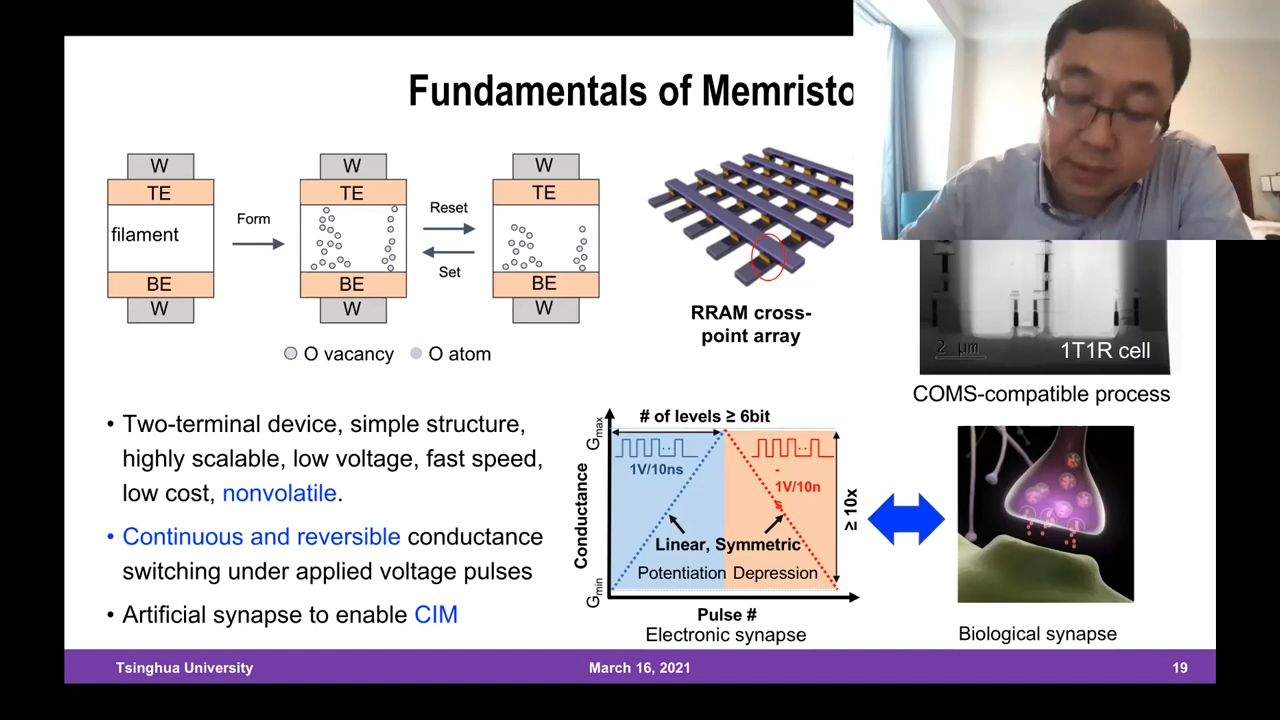 Fundamentals of Memristo
W
TE
filament
BE
W
Form
W
TE
BE
W
Reset
Set
W
TE
BE
W
O vacancy
O atom
RRAM cross-
point array
2 μm
1T1R cell
COMS-compatible process
• Two-terminal device, simple structure,
highly scalable, low voltage, fast speed,
low cost, nonvolatile.
• Continuous and reversible conductance
switching under applied voltage pulses
• Artificial synapse to enable CIM
# of levels ≥ 6bit
Gmax
Conductance
Gmin
1V/10ns
-
1V/10n
s
≥ 10x
Linear, Symmetric
Potentiation
Depression
Pulse #
Electronic synapse
Biological synapse
Tsinghua University
March 16, 2021
19